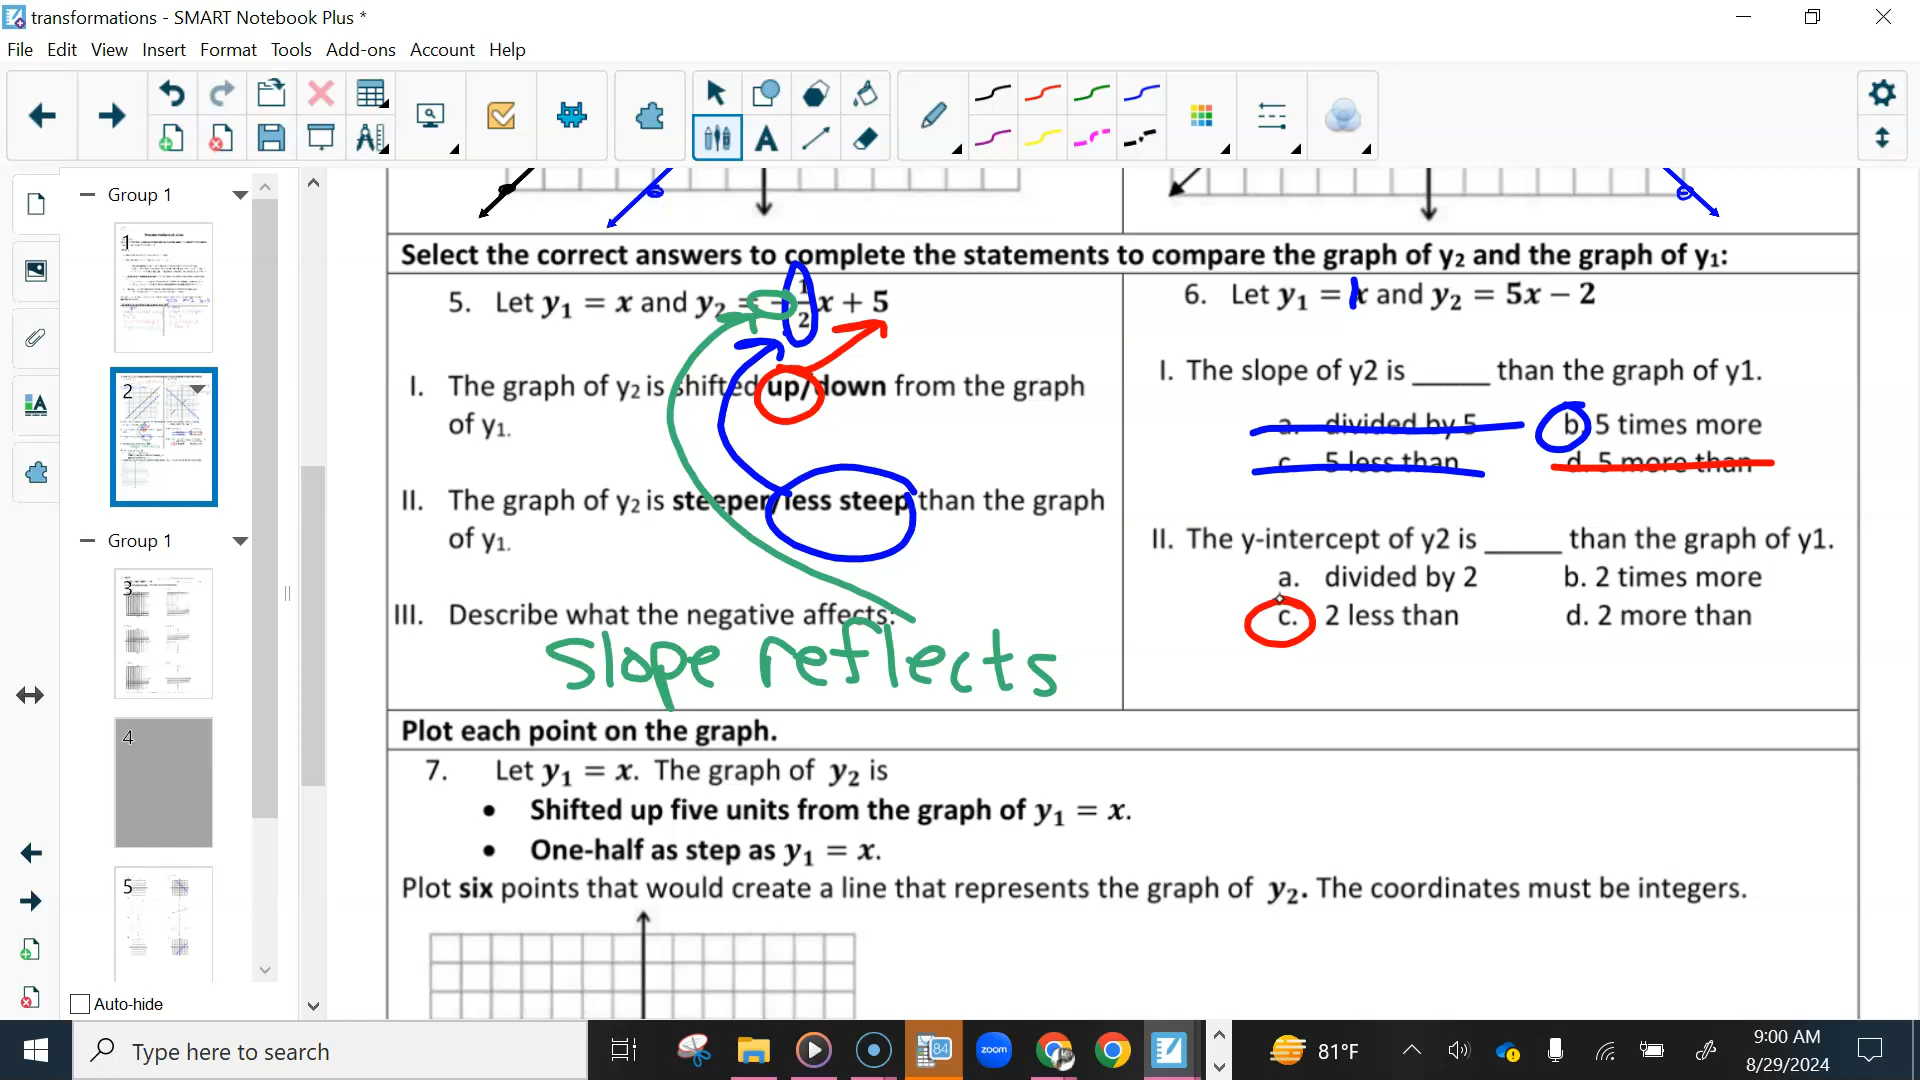 transformations - SMART Notebook Plus *
File Edit View Insert Format Tools Add-ons Account Help
Group 1
1
2
Group 1
3
4
5
Auto-hide
Select the correct answers to complete the statements to compare the graph of y₂ and the graph of y₁:
5. Let y₁ = x and y₂ = -1/2x + 5
I. The graph of y₂ is shifted up/down from the graph
of y₁.
II. The graph of y₂ is steeper/less steep than the graph
of y₁.
III. Describe what the negative affects:
slope reflects
6. Let y₁ = x and y₂ = 5x − 2
I. The slope of y2 is _____ than the graph of y1.
a. divided by 5 b. 5 times more
c. 5 less than d. 5 more than
II. The y-intercept of y2 is _____ than the graph of y1.
a. divided by 2 b. 2 times more
c. 2 less than d. 2 more than
Plot each point on the graph.
7. Let y₁ = x. The graph of y₂ is
• Shifted up five units from the graph of y₁ = x.
• One-half as step as y₁ = x.
Plot six points that would create a line that represents the graph of y₂. The coordinates must be integers.
Type here to search
84
zoom
81°F
9:00 AM
8/29/2024